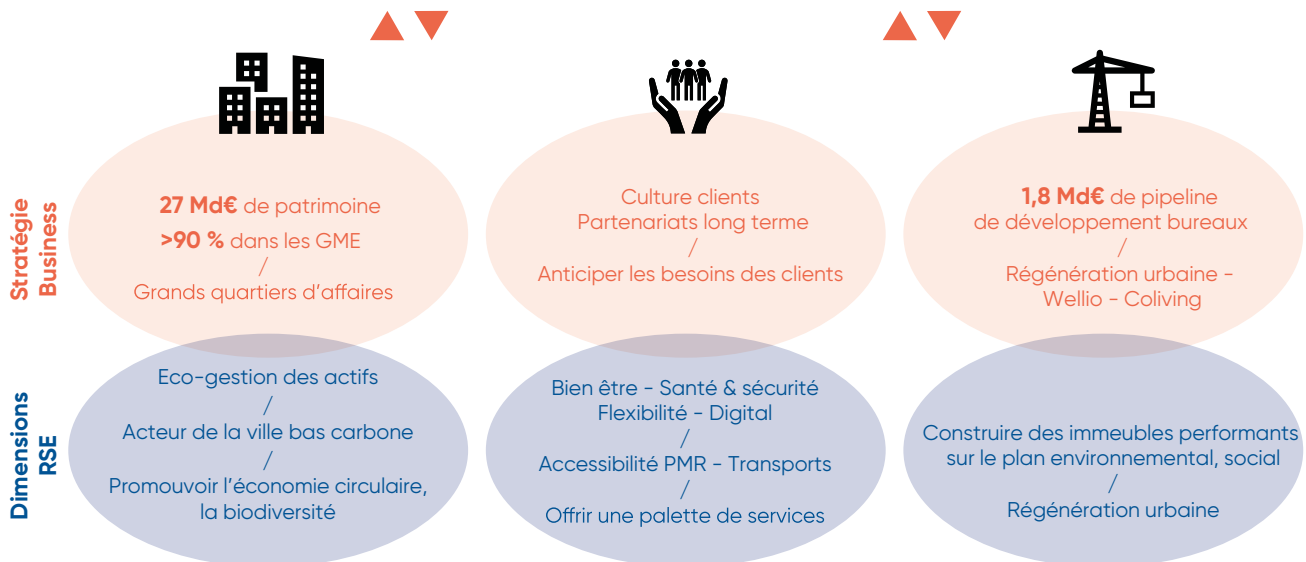 Stratégie
Business
27 Md€ de patrimoine
>90 % dans les GME
/
Grands quartiers d’affaires
Culture clients
Partenariats long terme
/
Anticiper les besoins des clients
1,8 Md€ de pipeline
de développement bureaux
/
Régénération urbaine -
Wellio - Coliving
Dimensions
RSE
Eco-gestion des actifs
/
Acteur de la ville bas carbone
/
Promouvoir l’économie circulaire,
la biodiversité
Bien être - Santé & sécurité
Flexibilité - Digital
/
Accessibilité PMR - Transports
/
Offrir une palette de services
Construire des immeubles performants
sur le plan environnemental, social
/
Régénération urbaine